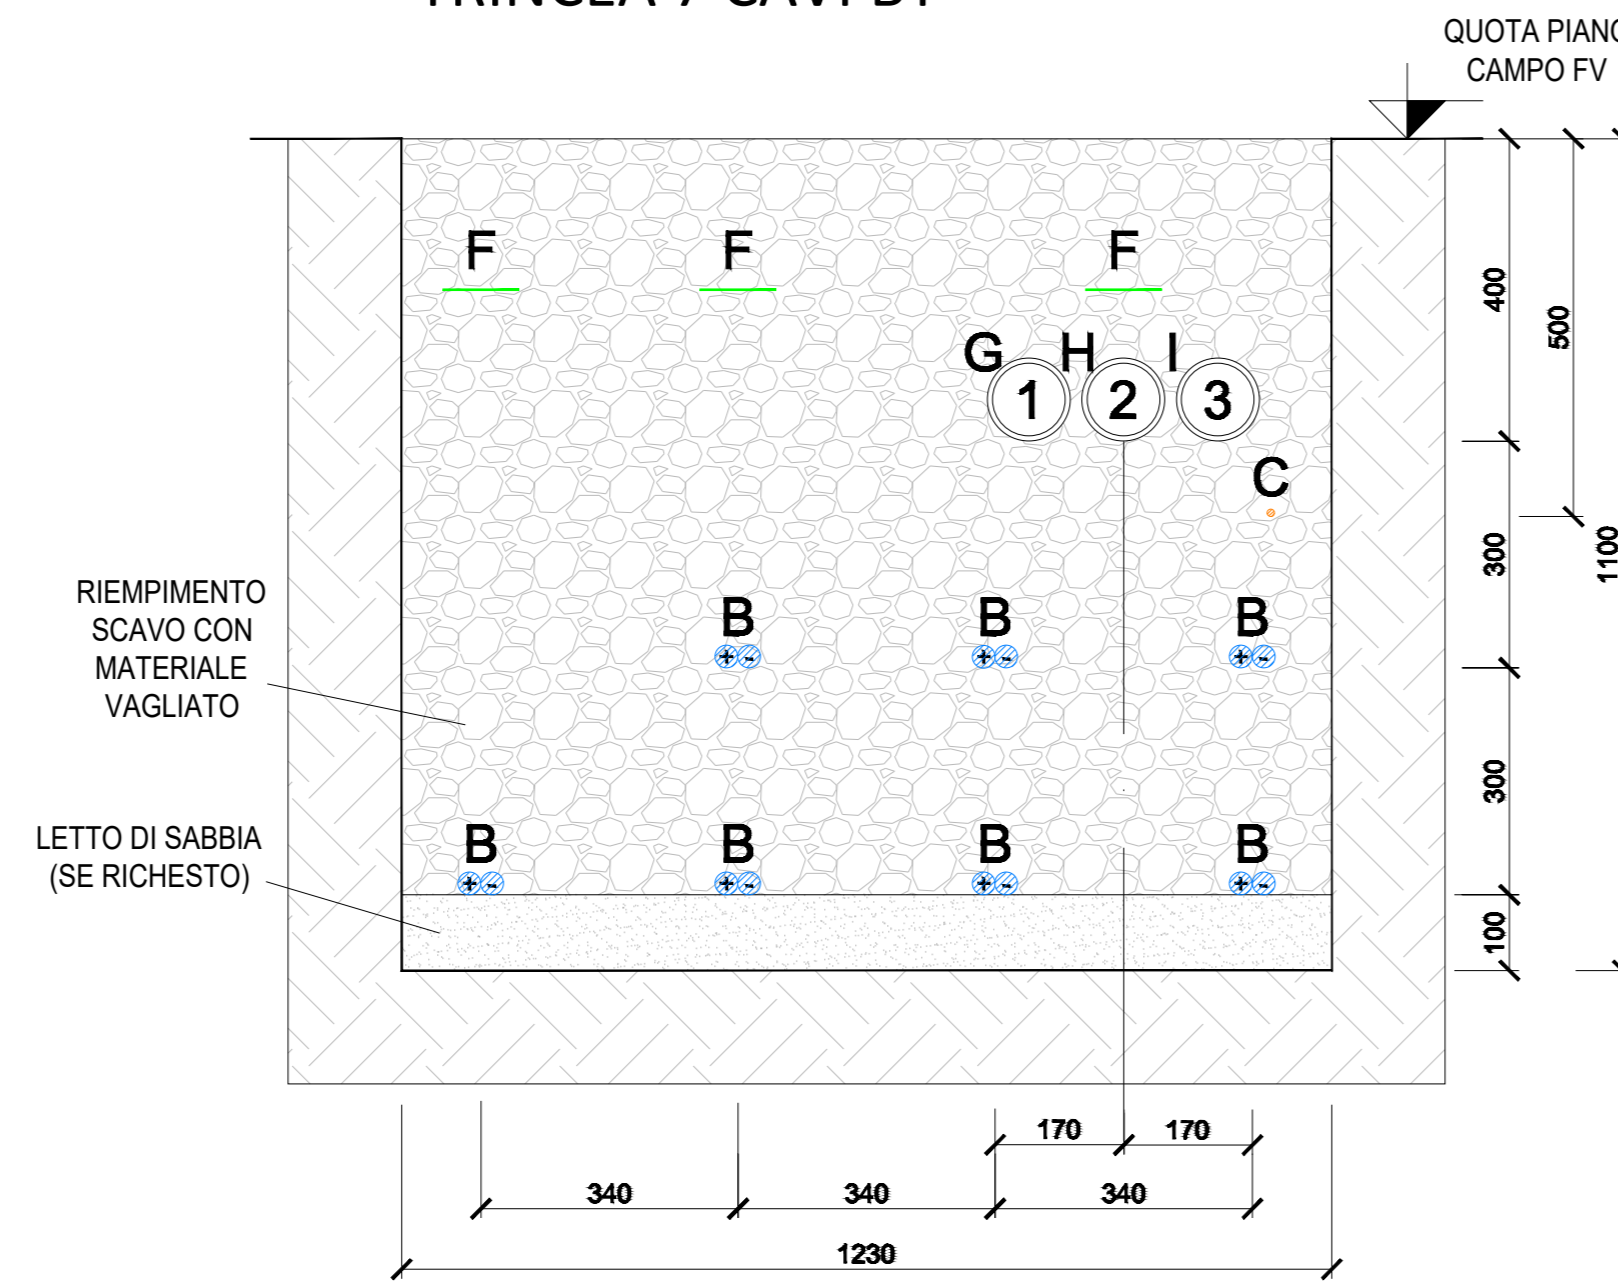 QUOTA PIANO
CAMPO FV
F F F
G H I
1 2 3
C
B B B
+ - + - + -
B B B B
+ - + - + - + -
RIEMPIMENTO
SCAVO CON
MATERIALE
VAGLIATO
LETTO DI SABBIA
(SE RICHESTO)
400
500
300
1100
300
100
170 170
340 340 340
1230